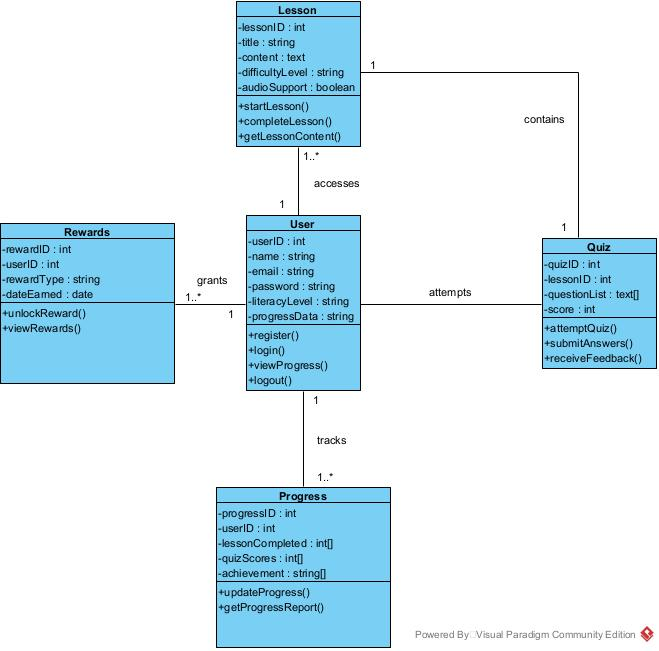 Lesson
-lessonID : int
-title : string
-content : text
-difficultyLevel : string
-audioSupport : boolean
+startLesson()
+completeLesson()
+getLessonContent()
1
contains
1
1..*
accesses
1
Rewards
-rewardID : int
-userID : int
-rewardType : string
-dateEarned : date
+unlockReward()
+viewRewards()
grants
1..*
1
User
-userID : int
-name : string
-email : string
-password : string
-literacyLevel : string
-progressData : string
+register()
+login()
+viewProgress()
+logout()
attempts
Quiz
-quizID : int
-lessonID : int
-questionList : text[]
-score : int
+attemptQuiz()
+submitAnswers()
+receiveFeedback()
1
tracks
1..*
Progress
-progressID : int
-userID : int
-lessonCompleted : int[]
-quizScores : int[]
-achievement : string[]
+updateProgress()
+getProgressReport()
Powered By Visual Paradigm Community Edition